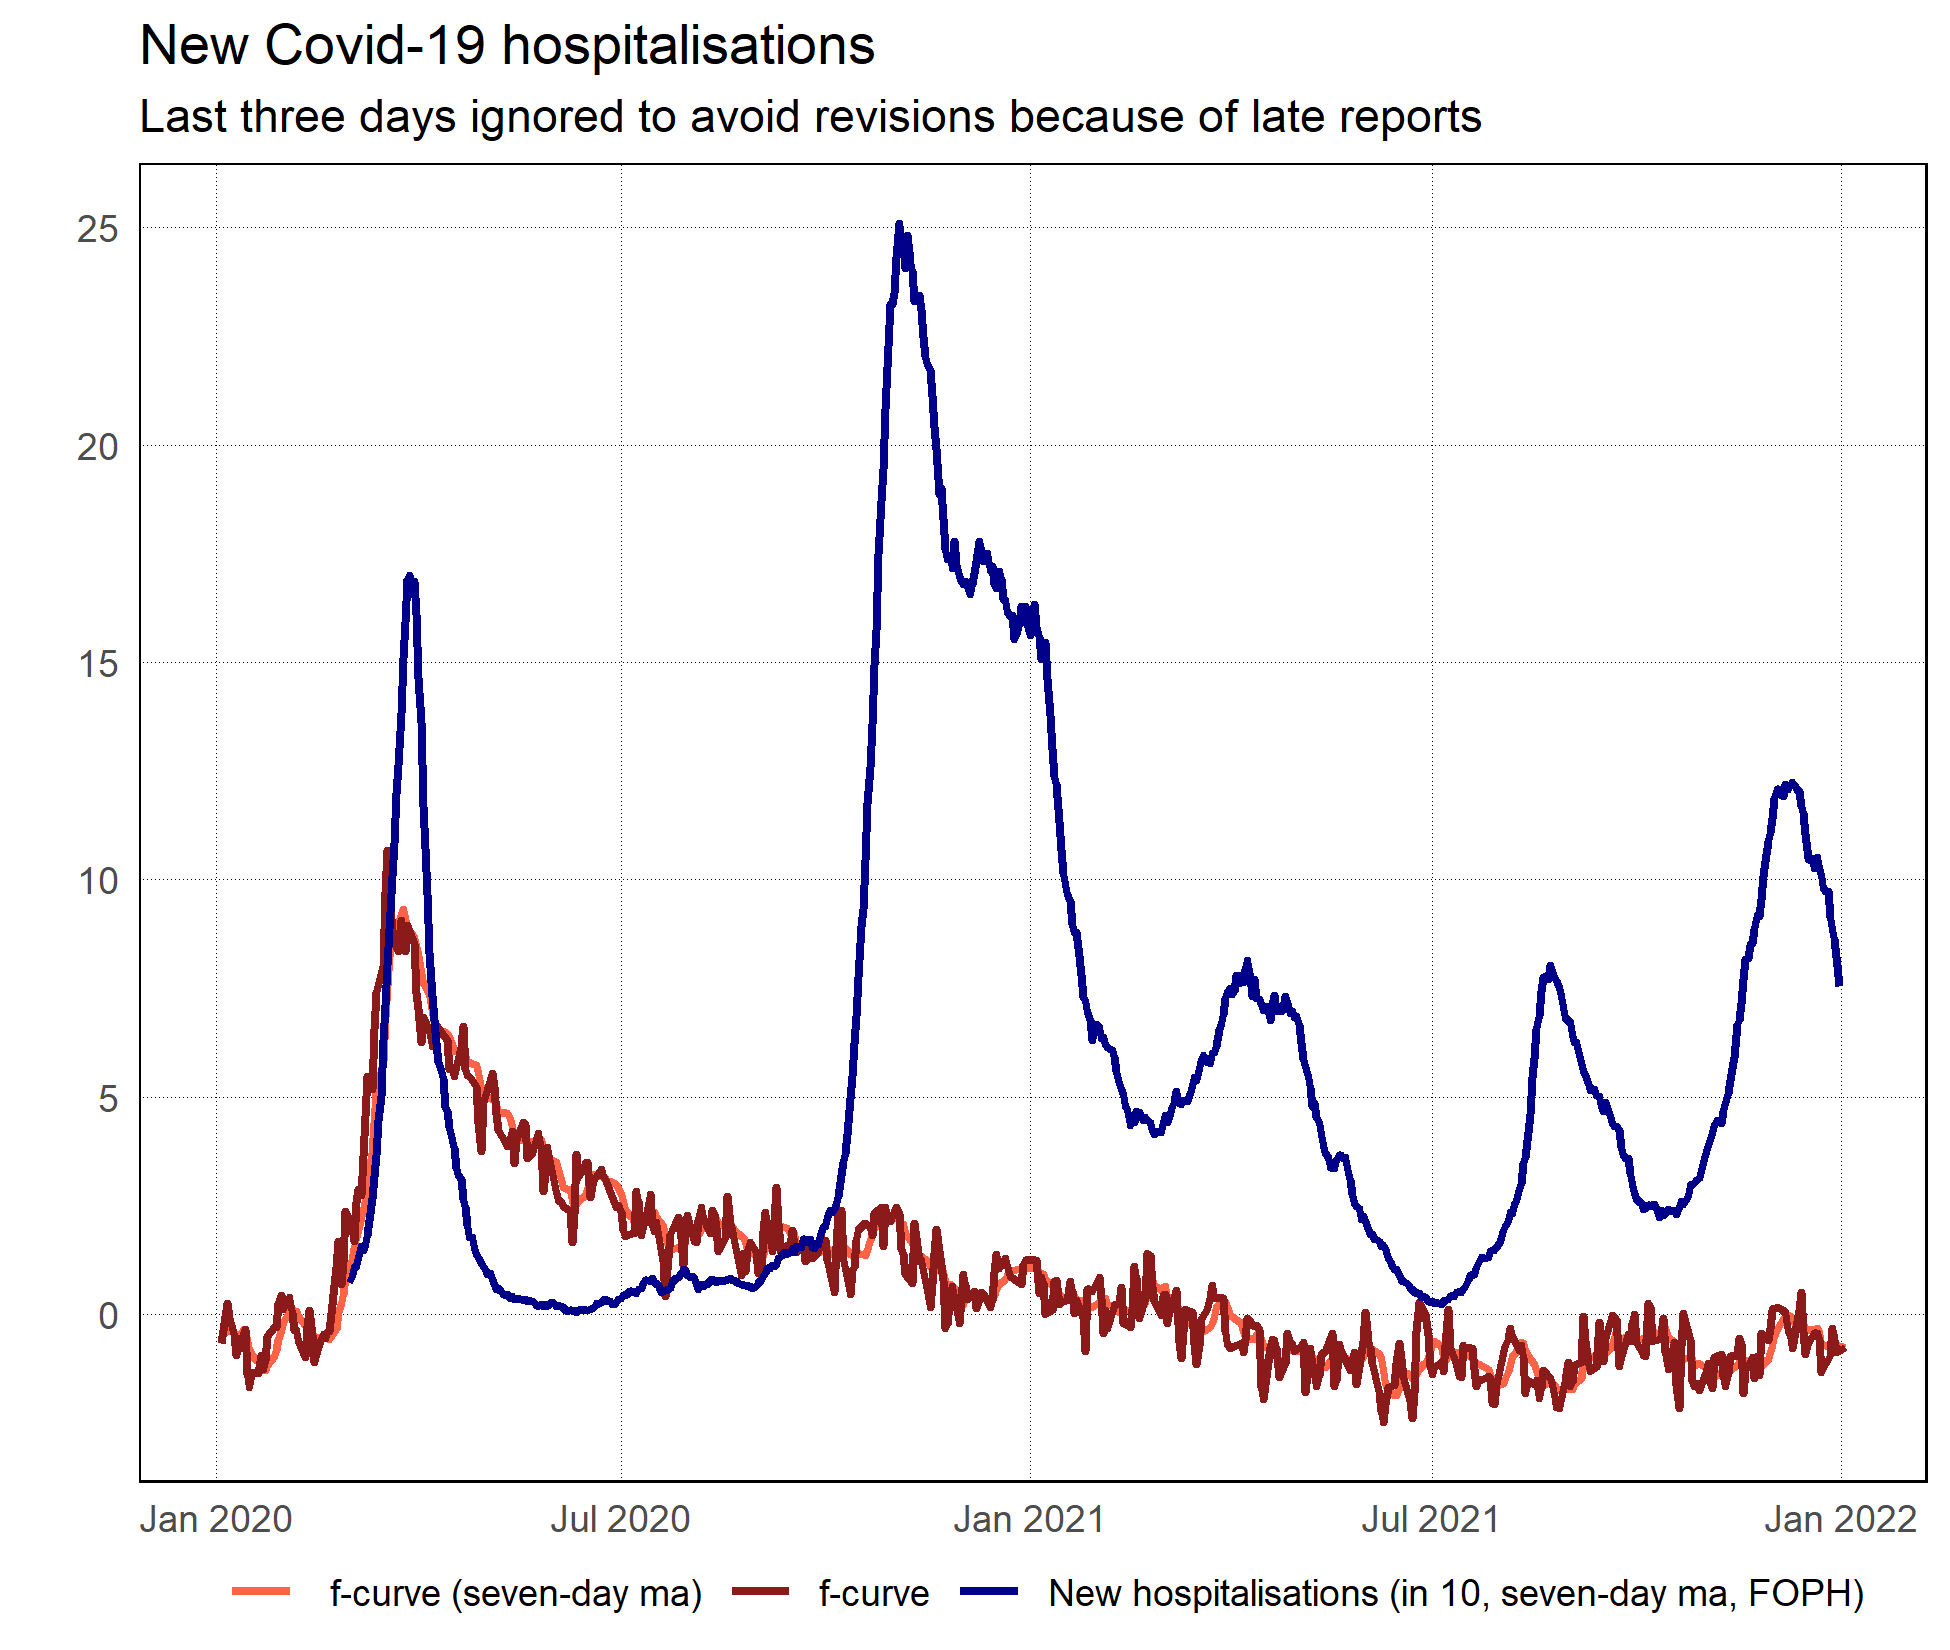 New Covid-19 hospitalisations
Last three days ignored to avoid revisions because of late reports
25
20
15
10
5
0
Jan 2020 Jul 2020 Jan 2021 Jul 2021 Jan 2022
f-curve (seven-day ma) f-curve New hospitalisations (in 10, seven-day ma, FOPH)